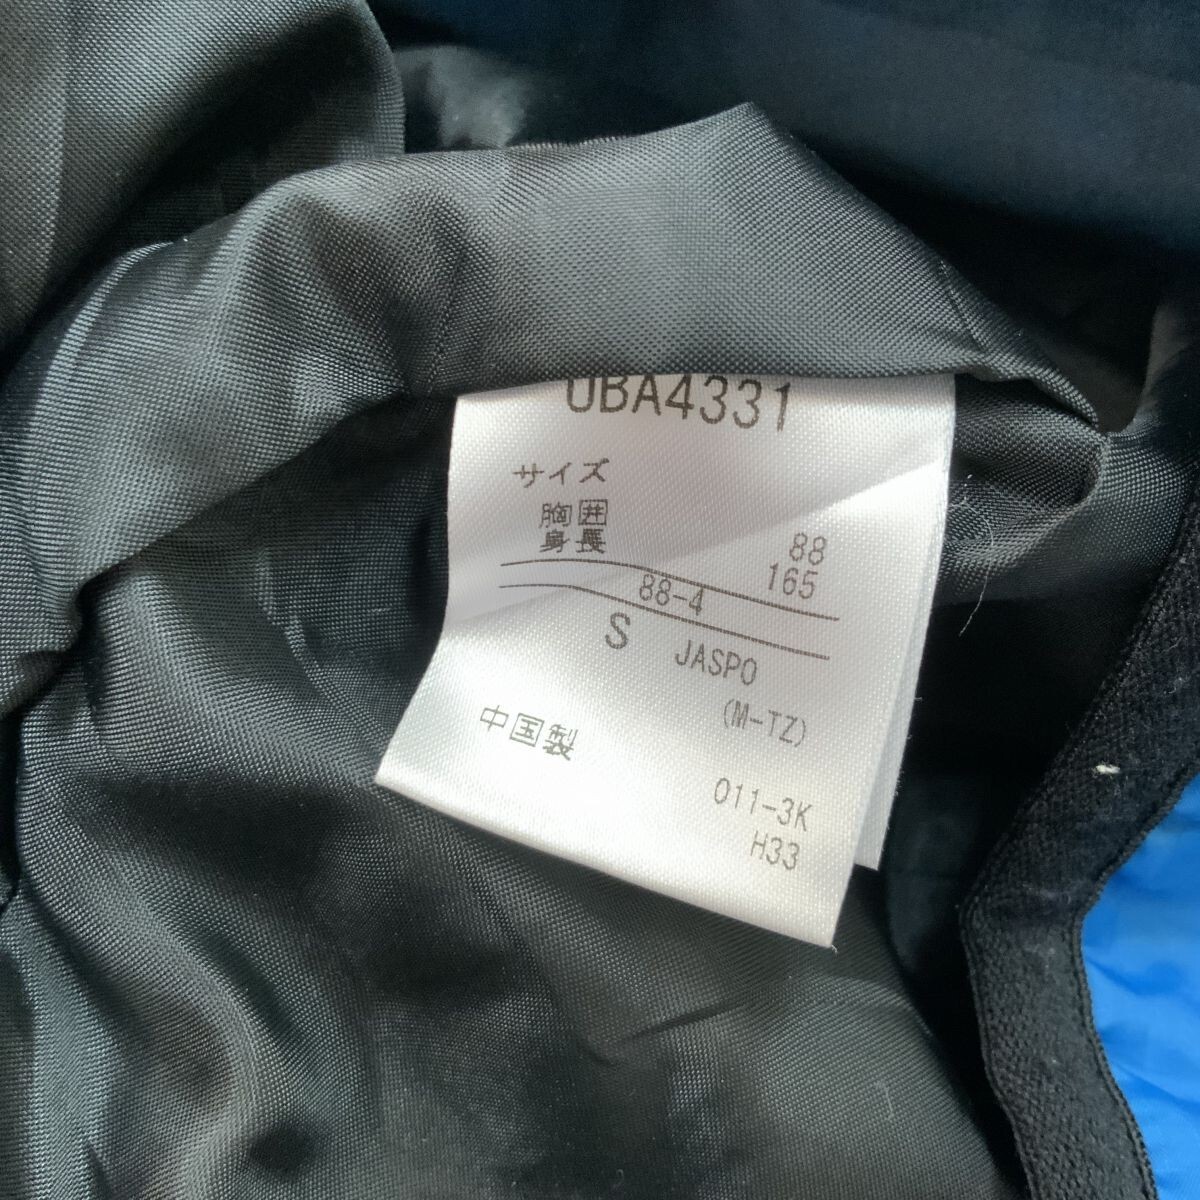 UBA4331
サイズ
胸囲 88
身長 165
88-4
S JASPO
(M-TZ)
中国製
011-3K
H33